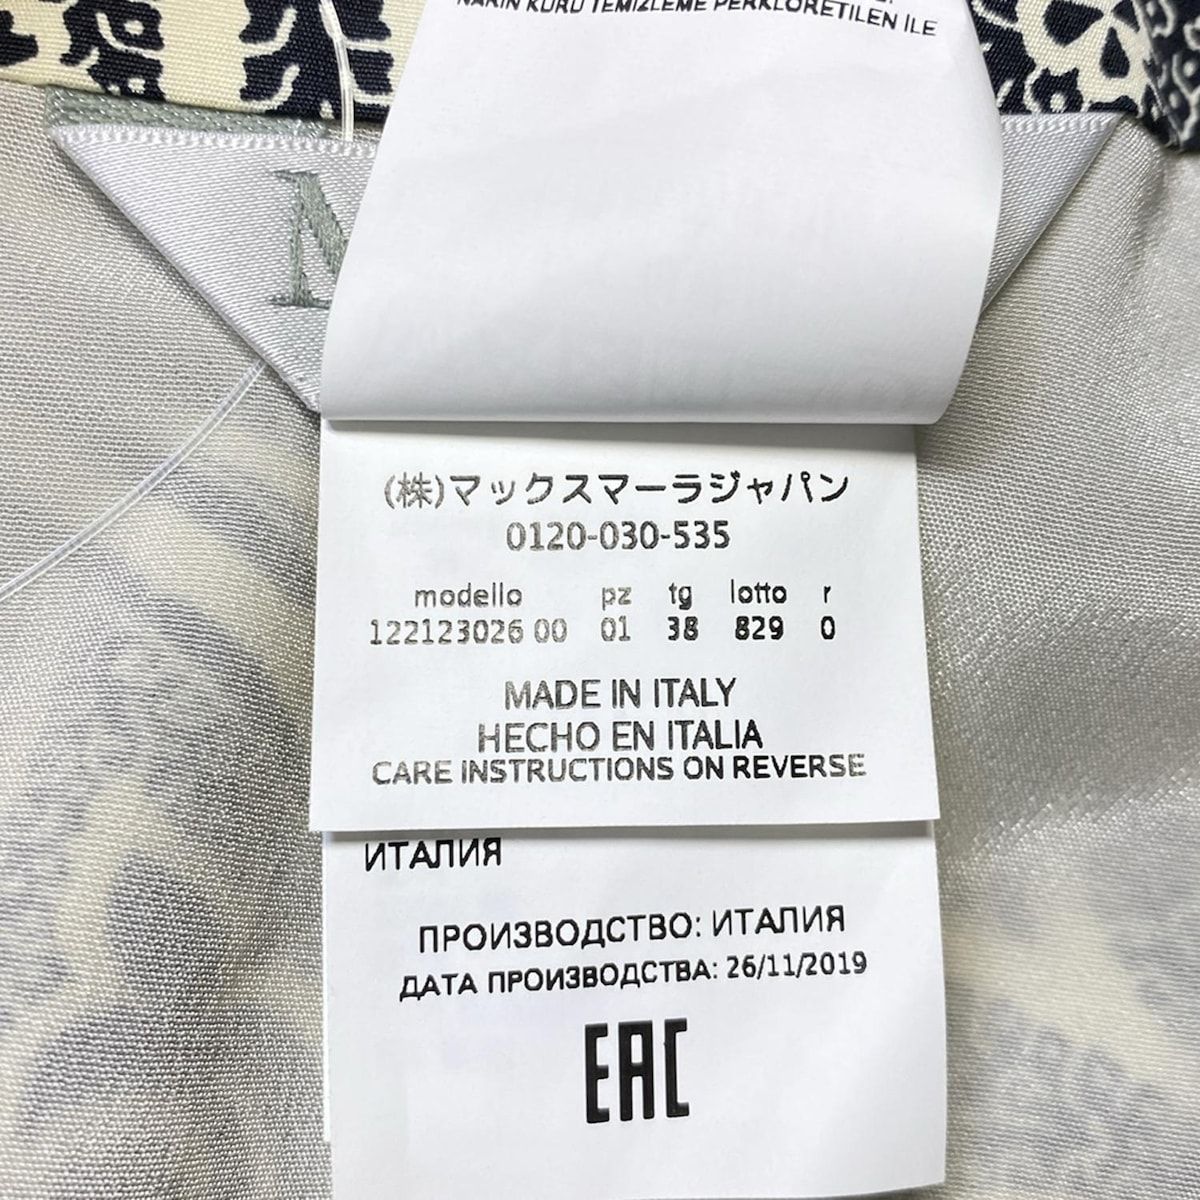 NARİN KURU TEMİZLEME PERKLORETİLEN İLE
M
(株)マックスマーラジャパン
0120-030-535
modello pz tg lotto r
122123026 00 01 38 829 0
MADE IN ITALY
HECHO EN ITALIA
CARE INSTRUCTIONS ON REVERSE
ИТАЛИЯ
ПРОИЗВОДСТВО: ИТАЛИЯ
ДАТА ПРОИЗВОДСТВА: 26/11/2019
EAC